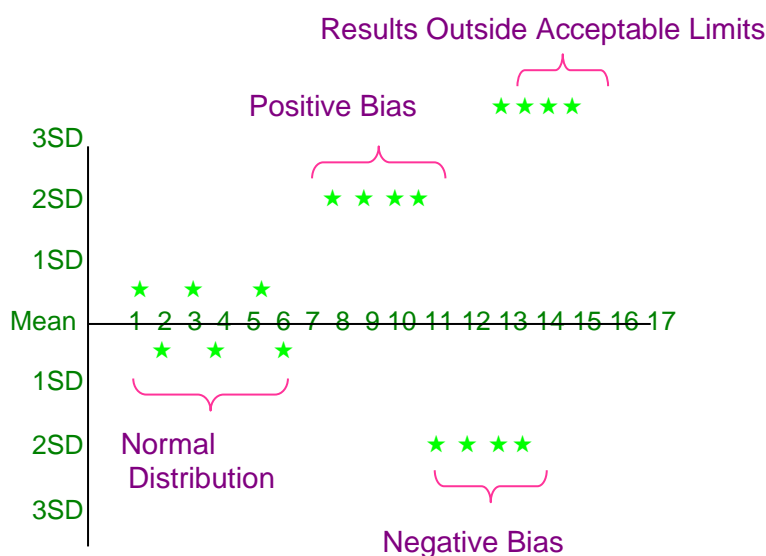 Results Outside Acceptable Limits
Positive Bias
3SD
2SD
1SD
Mean 1 2 3 4 5 6 7 8 9 10 11 12 13 14 15 16 17
1SD
2SD
Normal
Distribution
3SD
Negative Bias